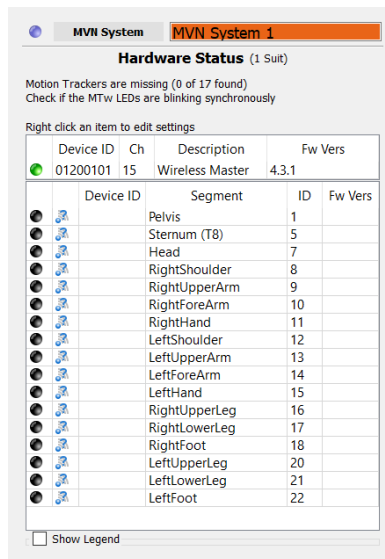 MVN System MVN System 1
Hardware Status (1 Suit)
Motion Trackers are missing (0 of 17 found)
Check if the MTw LEDs are blinking synchronously
Right click an item to edit settings
Device ID Ch Description Fw Vers
01200101 15 Wireless Master 4.3.1
Device ID Segment ID Fw Vers
Pelvis 1
Sternum (T8) 5
Head 7
RightShoulder 8
RightUpperArm 9
RightForeArm 10
RightHand 11
LeftShoulder 12
LeftUpperArm 13
LeftForeArm 14
LeftHand 15
RightUpperLeg 16
RightLowerLeg 17
RightFoot 18
LeftUpperLeg 20
LeftLowerLeg 21
LeftFoot 22
Show Legend